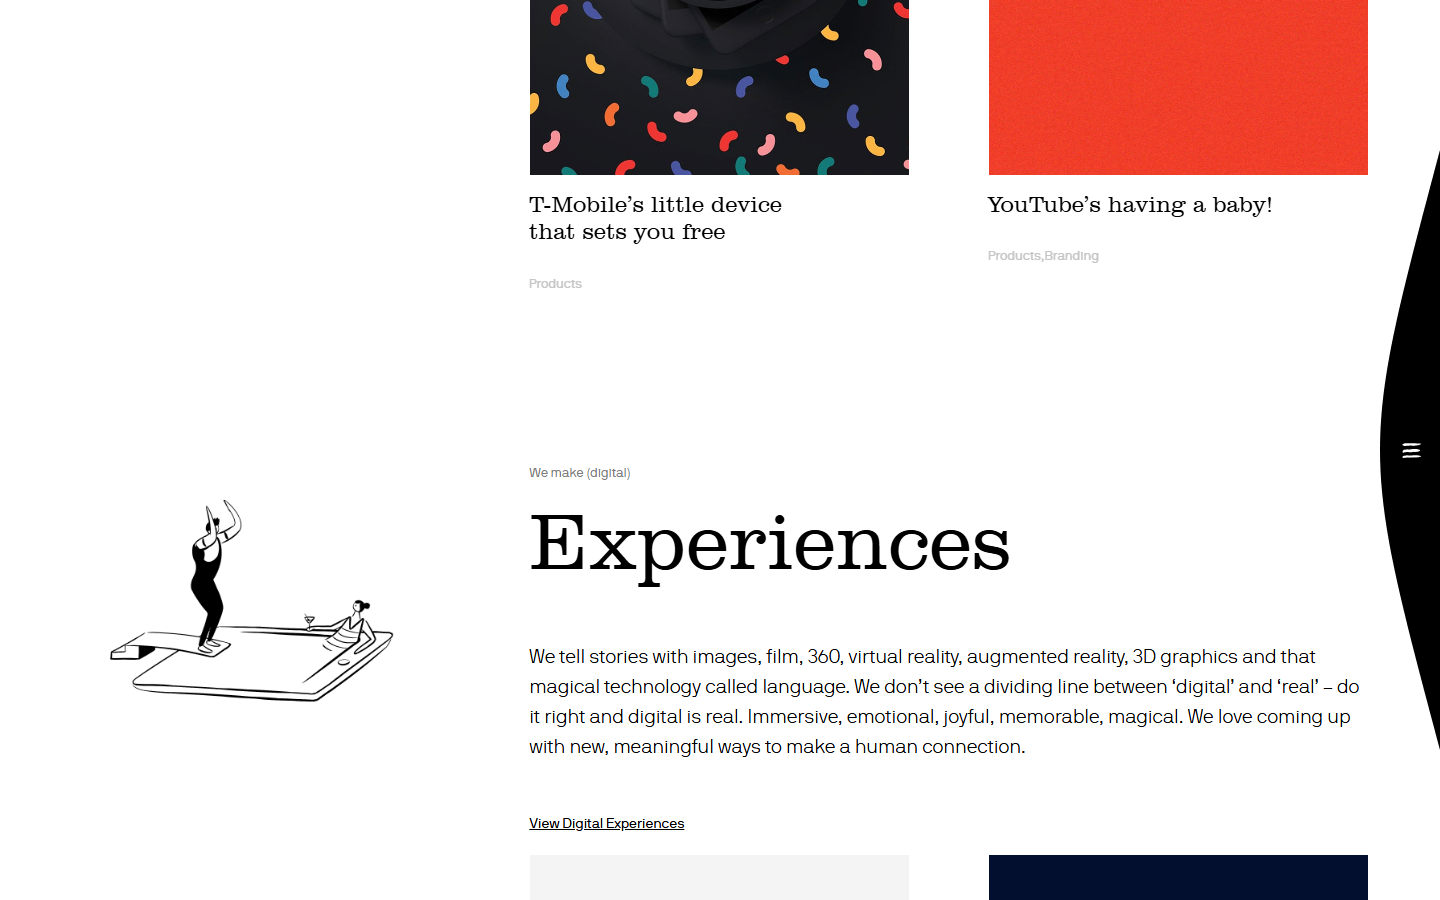 T-Mobile’s little device
that sets you free
Products
YouTube’s having a baby!
Products,Branding
We make (digital)
Experiences
We tell stories with images, film, 360, virtual reality, augmented reality, 3D graphics and that
magical technology called language. We don’t see a dividing line between ‘digital’ and ‘real’ – do
it right and digital is real. Immersive, emotional, joyful, memorable, magical. We love coming up
with new, meaningful ways to make a human connection.
View Digital Experiences